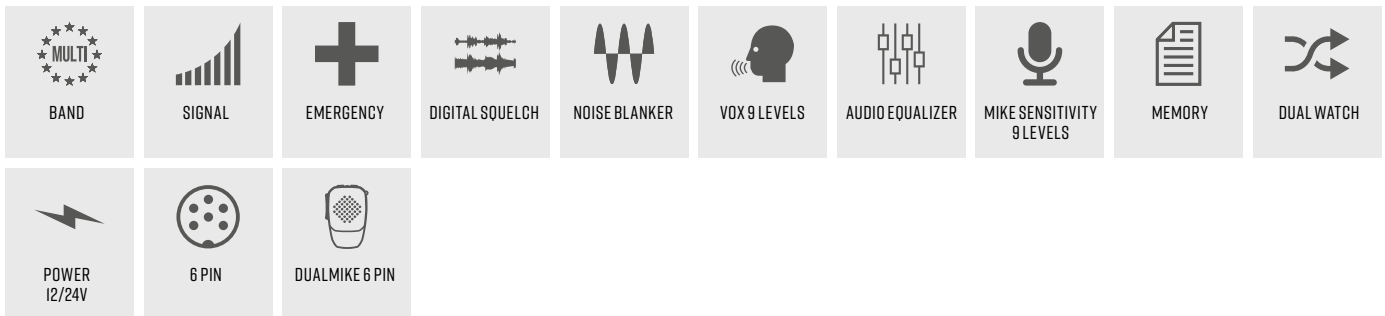 MULTI
BAND
SIGNAL
EMERGENCY
DIGITAL SQUELCH
NOISE BLANKER
VOX 9 LEVELS
AUDIO EQUALIZER
MIKE SENSITIVITY
9 LEVELS
MEMORY
DUAL WATCH
POWER
12/24V
6 PIN
DUALMIKE 6 PIN